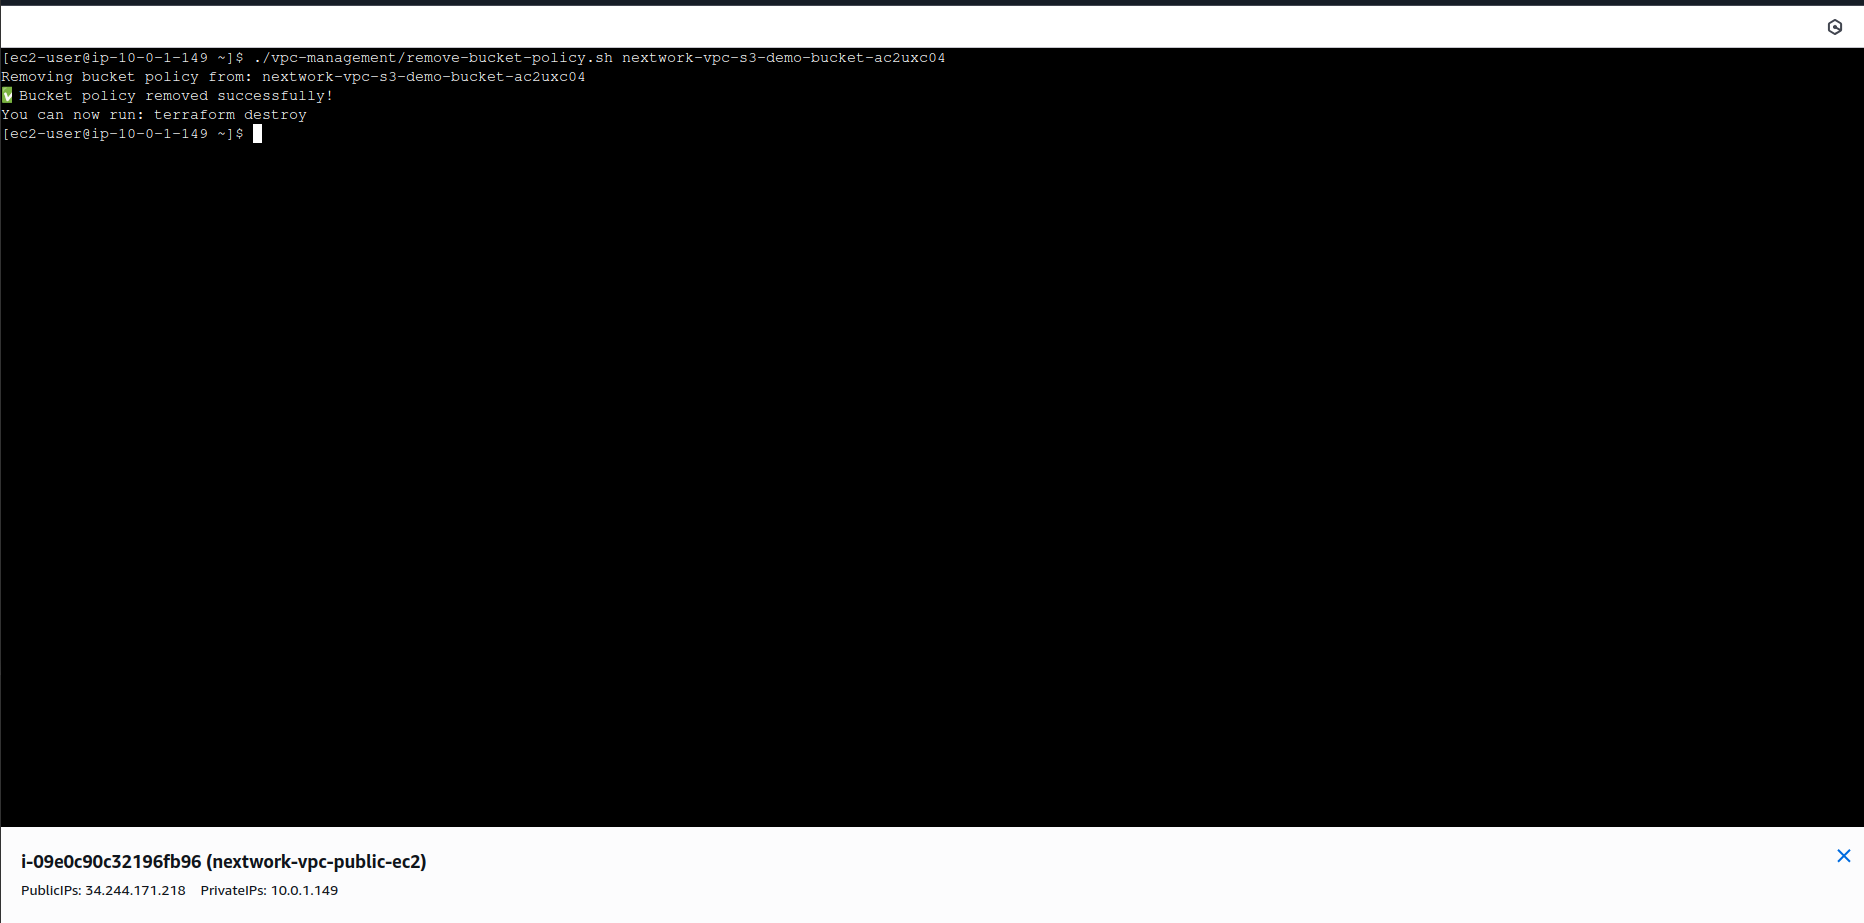 [ec2-user@ip-10-0-1-149 ~]$ ./vpc-management/remove-bucket-policy.sh nextwork-vpc-s3-demo-bucket-ac2uxc04
Removing bucket policy from: nextwork-vpc-s3-demo-bucket-ac2uxc04
✅ Bucket policy removed successfully!
You can now run: terraform destroy
[ec2-user@ip-10-0-1-149 ~]$
i-09e0c90c32196fb96 (nextwork-vpc-public-ec2)
PublicIPs: 34.244.171.218 PrivateIPs: 10.0.1.149